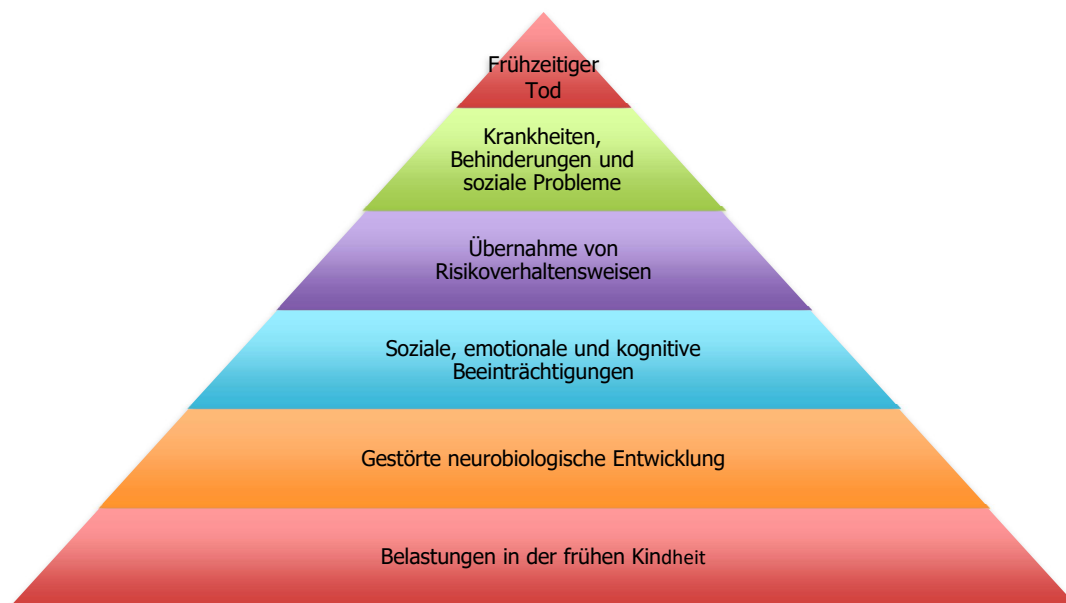 Frühzeitiger
Tod
Krankheiten,
Behinderungen und
soziale Probleme
Übernahme von
Risikoverhaltensweisen
Soziale, emotionale und kognitive
Beeinträchtigungen
Gestörte neurobiologische Entwicklung
Belastungen in der frühen Kindheit